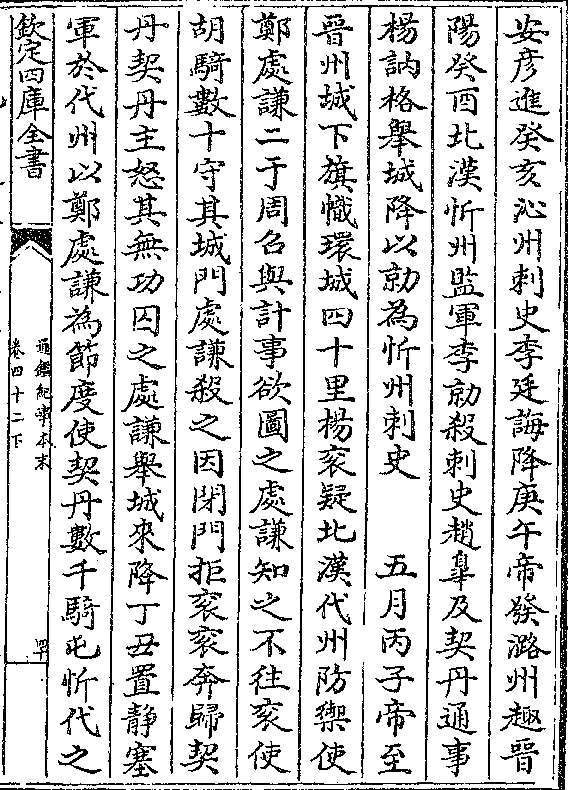 安彦進癸亥沁州刺史李廷誨降庚午帝發潞州趣晉
陽癸酉北漢忻州監軍李勍殺刺史趙臯及契丹通事
楊訥格舉城降以勍為忻州刺史　五月丙子帝至
晉州城下旗幟環城四十里楊衮疑北漢代州防禦使
鄭處謙二于周召與計事欲圖之處謙知之不往衮使
胡騎數十守其城門處謙殺之因閉門拒衮衮奔歸契
丹契丹主怒其無功囚之處謙舉城來降丁丑置静塞
軍於代州以鄭處謙為節度使契丹數千騎屯忻代之
欽定四庫全書
通鑑紀事本末
卷四十二下